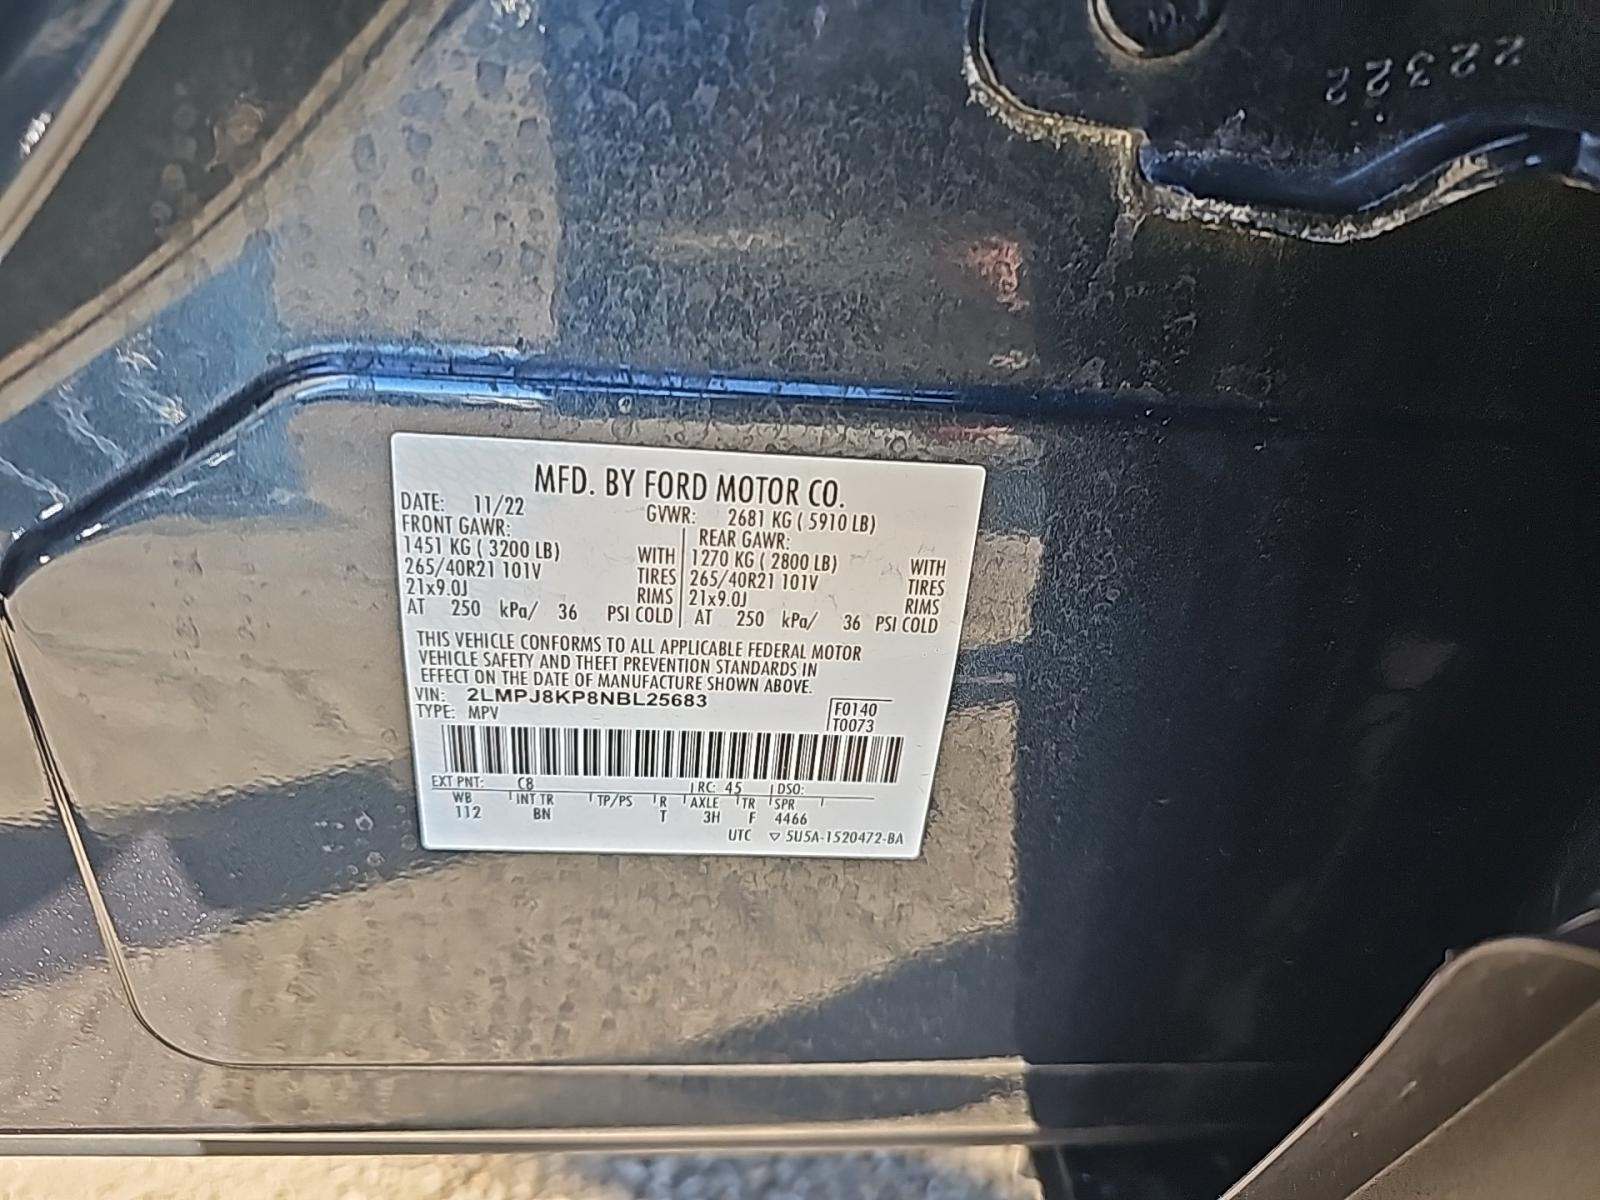 22322
MFD. BY FORD MOTOR CO.
DATE: 11/22 GVWR: 2681 KG ( 5910 LB)
FRONT GAWR: REAR GAWR:
1451 KG ( 3200 LB) WITH 1270 KG ( 2800 LB) WITH
265/40R21 101V TIRES 265/40R21 101V TIRES
21x9.0J RIMS 21x9.0J RIMS
AT 250 kPa/ 36 PSI COLD AT 250 kPa/ 36 PSI COLD
THIS VEHICLE CONFORMS TO ALL APPLICABLE FEDERAL MOTOR
VEHICLE SAFETY AND THEFT PREVENTION STANDARDS IN
EFFECT ON THE DATE OF MANUFACTURE SHOWN ABOVE.
VIN: 2LMPJ8KP8NBL25683
TYPE: MPV
F0140
T0073
EXT PNT: C8 RC: 45 DSO:
WB INT TR TP/PS R AXLE TR SPR
112 BN T 3H F 4466
UTC ▽ 5U5A-1520472-BA